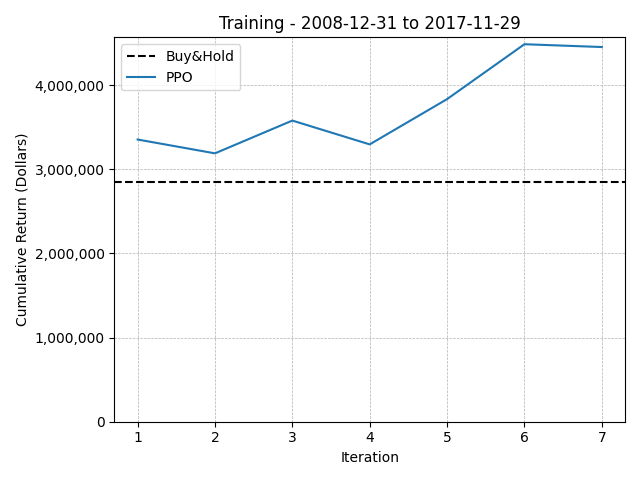 Training - 2008-12-31 to 2017-11-29
Buy&Hold
PPO
4,000,000
3,000,000
2,000,000
1,000,000
0
Cumulative Return (Dollars)
1 2 3 4 5 6 7
Iteration